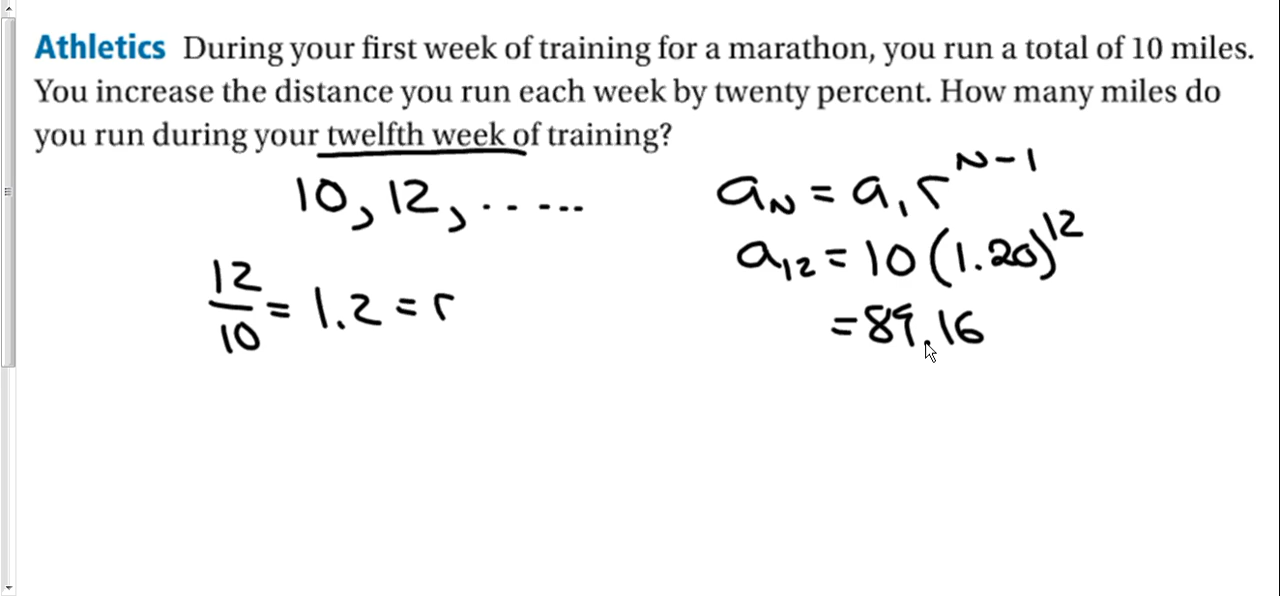 Athletics During your first week of training for a marathon, you run a total of 10 miles.
You increase the distance you run each week by twenty percent. How many miles do
you run during your twelfth week of training?
10, 12, .....
12/10 = 1.2 = r
aₙ = a₁ r^(N-1)
a₁₂ = 10 (1.20)^12
= 89.16